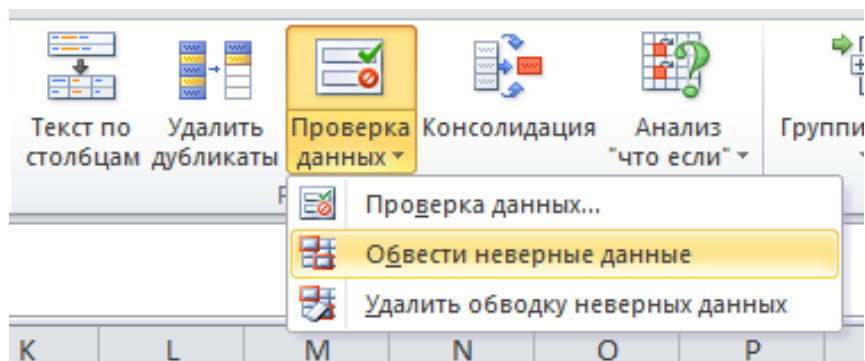 Текст по столбцам
Удалить дубликаты
Проверка данных
Консолидация
Анализ "что если"
Проверка данных...
Обвести неверные данные
Удалить обводку неверных данных
K L M N O P